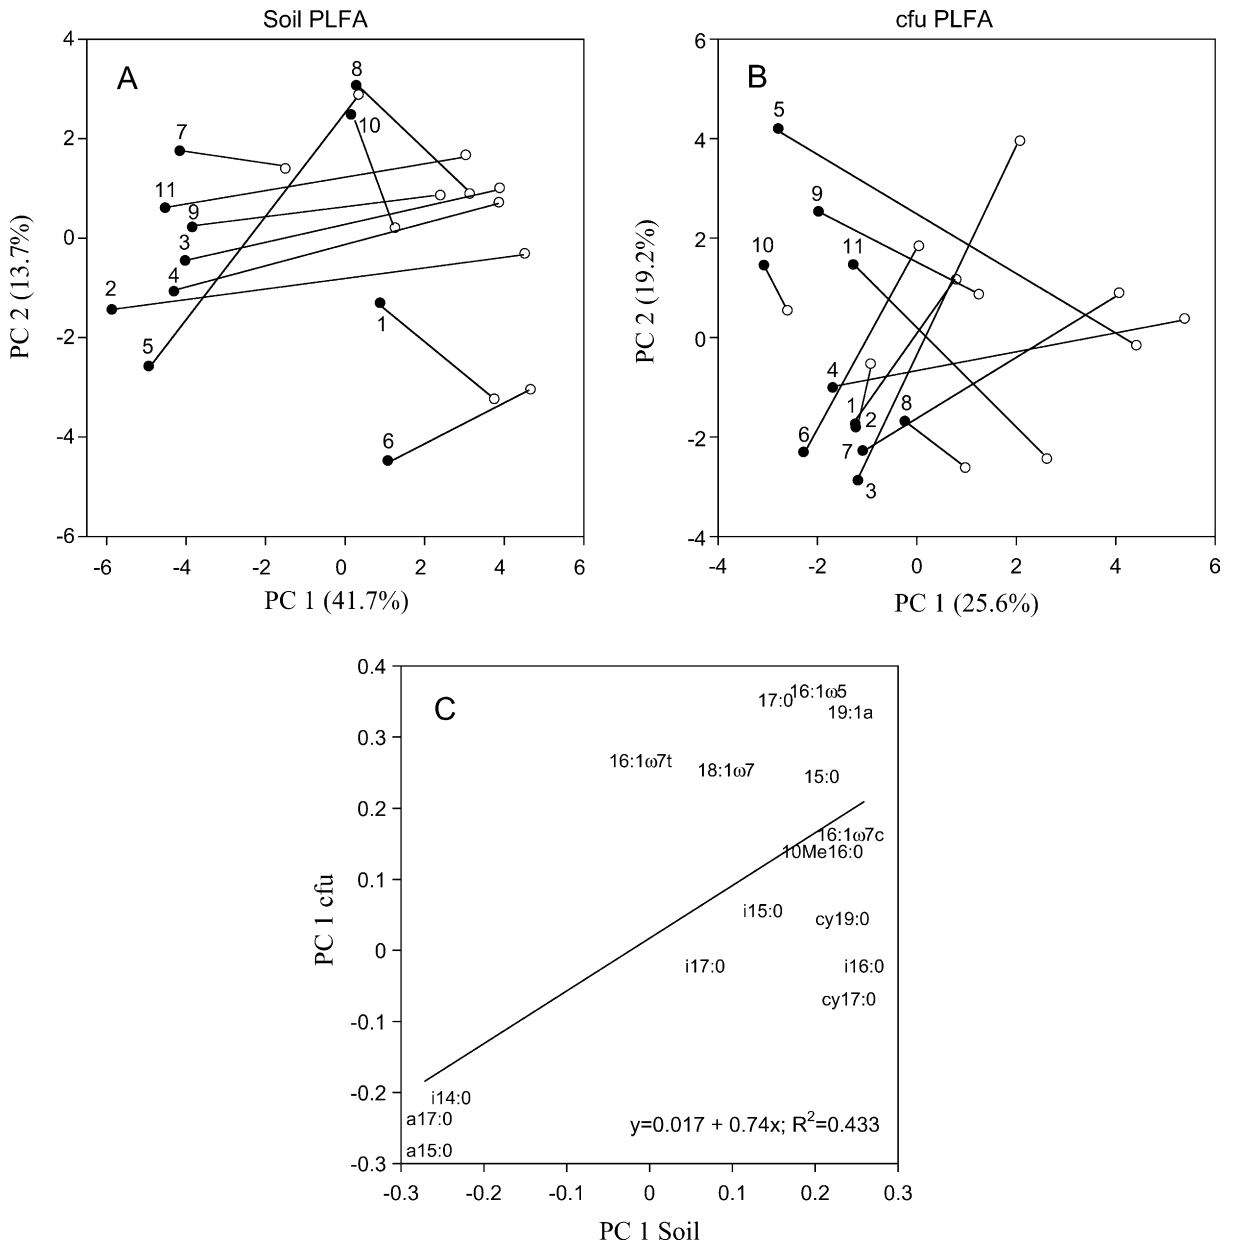 Soil PLFA
A
4
2
0
-2
-4
-6
PC 2 (13.7%)
8
10
7
11
9
3
4
2
5
1
6
-6
-4
-2
0
2
4
6
PC 1 (41.7%)
cfu PLFA
B
6
4
2
0
-2
-4
PC 2 (19.2%)
5
9
10
11
4
1
2
8
6
7
3
-4
-2
0
2
4
6
PC 1 (25.6%)
C
0.4
0.3
0.2
0.1
0
-0.1
-0.2
-0.3
PC 1 cfu
16:1ω5
17:0
19:1a
16:1ω7t
18:1ω7
15:0
16:1ω7c
10Me16:0
i15:0
cy19:0
i17:0
i16:0
cy17:0
i14:0
a17:0
a15:0
y=0.017 + 0.74x; R²=0.433
-0.3
-0.2
-0.1
0
0.1
0.2
0.3
PC 1 Soil